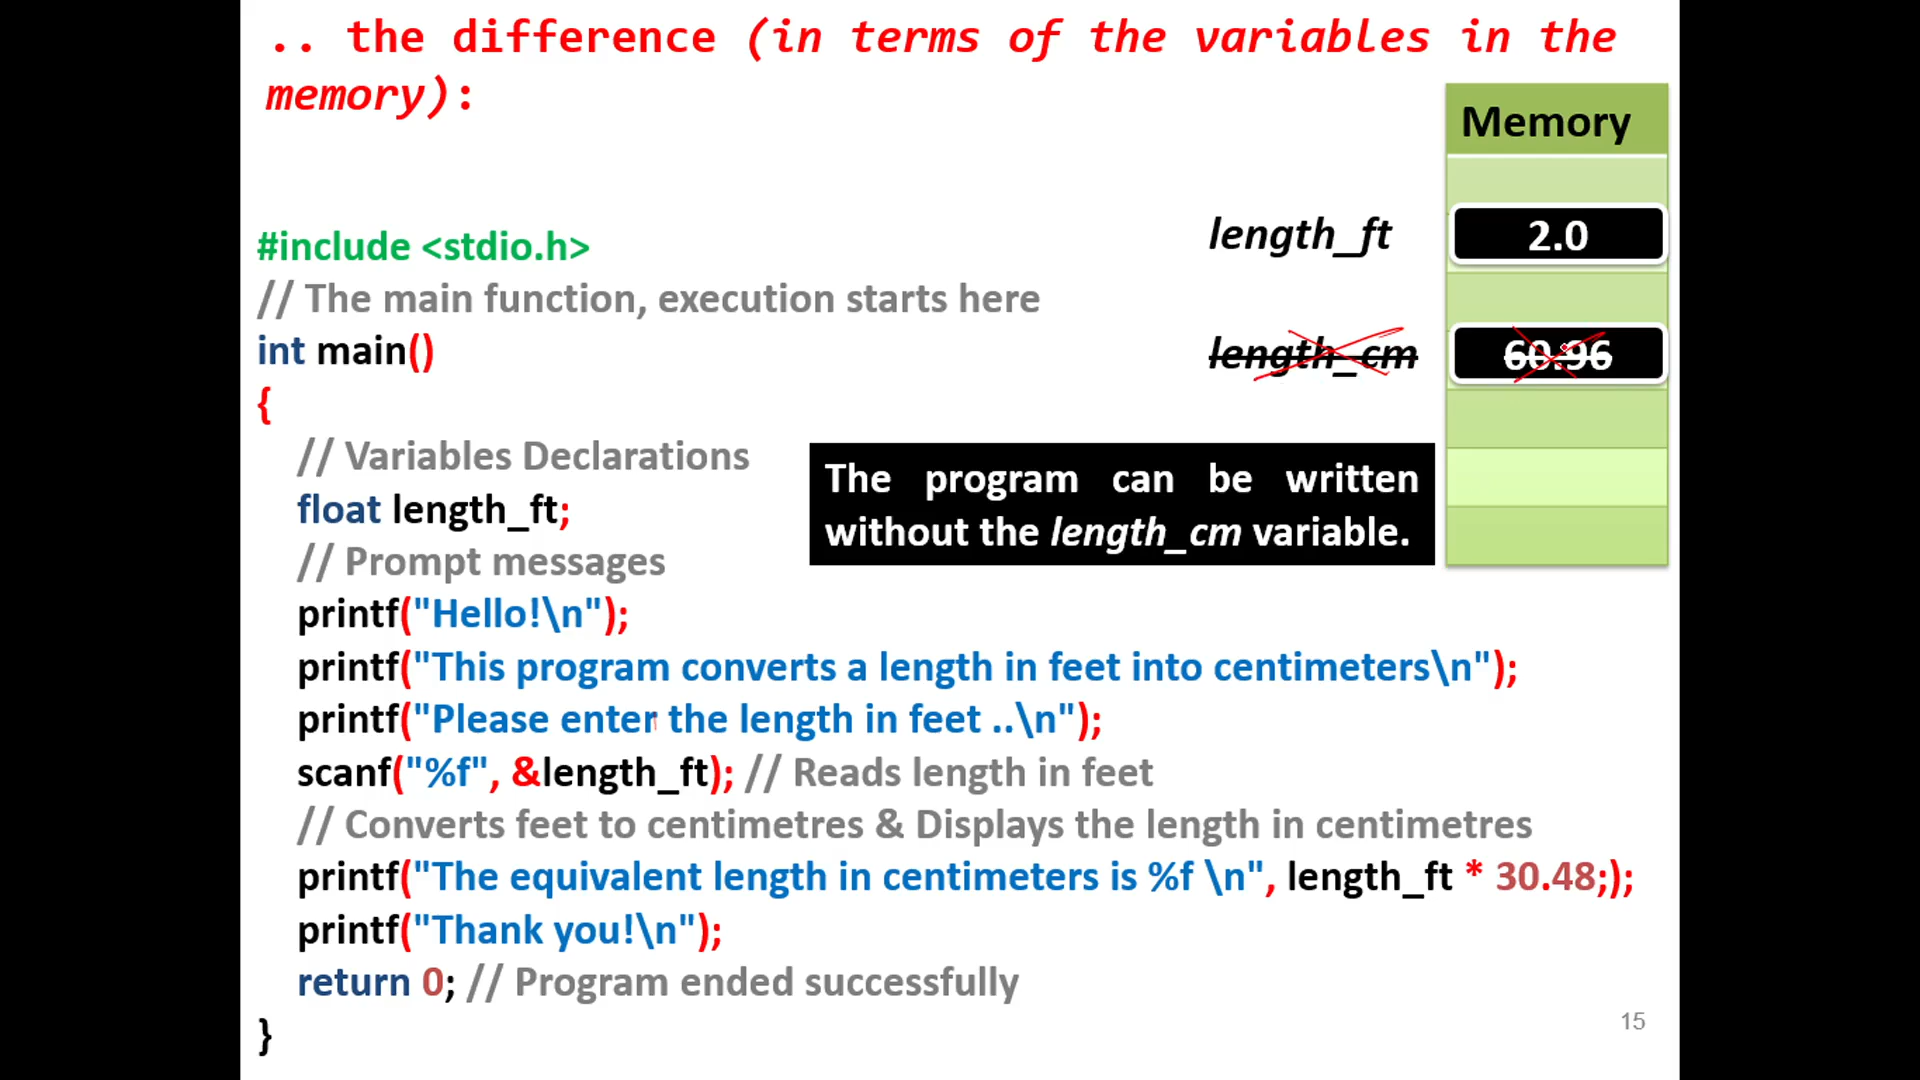 .. the difference (in terms of the variables in the
memory):
Memory
length_ft
2.0
length_cm
60.96
#include <stdio.h>
// The main function, execution starts here
int main()
{
// Variables Declarations
float length_ft;
The program can be written
without the length_cm variable.
// Prompt messages
printf("Hello!\n");
printf("This program converts a length in feet into centimeters\n");
printf("Please enter the length in feet ..\n");
scanf("%f", &length_ft); // Reads length in feet
// Converts feet to centimetres & Displays the length in centimetres
printf("The equivalent length in centimeters is %f \n", length_ft * 30.48;);
printf("Thank you!\n");
return 0; // Program ended successfully
}
15